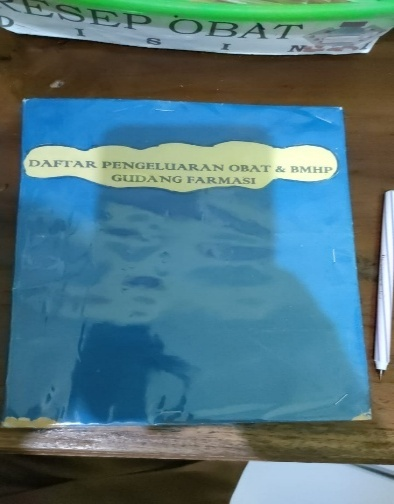 RESEP OBAT
D I S I N I
DAFTAR PENGELUARAN OBAT & BMHP
GUDANG FARMASI